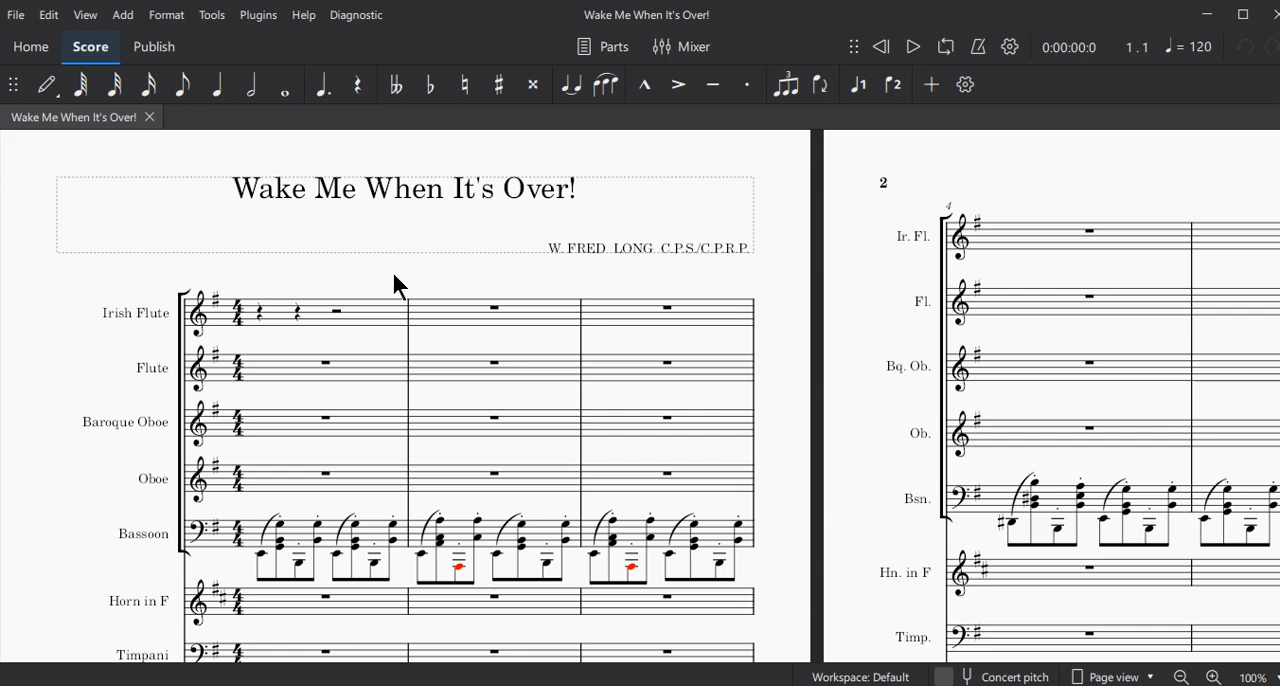 File Edit View Add Format Tools Plugins Help Diagnostic
Wake Me When It's Over!
Home Score Publish
Parts Mixer
0:00:00:0 1 . 1 ♩ = 120
Wake Me When It's Over!
Wake Me When It's Over!
W. FRED LONG C.P.S./C.P.R.P.
Irish Flute
Flute
Baroque Oboe
Oboe
Bassoon
Horn in F
Timpani
2
4
Ir. Fl.
Fl.
Bq. Ob.
Ob.
Bsn.
Hn. in F
Timp.
Workspace: Default Concert pitch Page view 100%